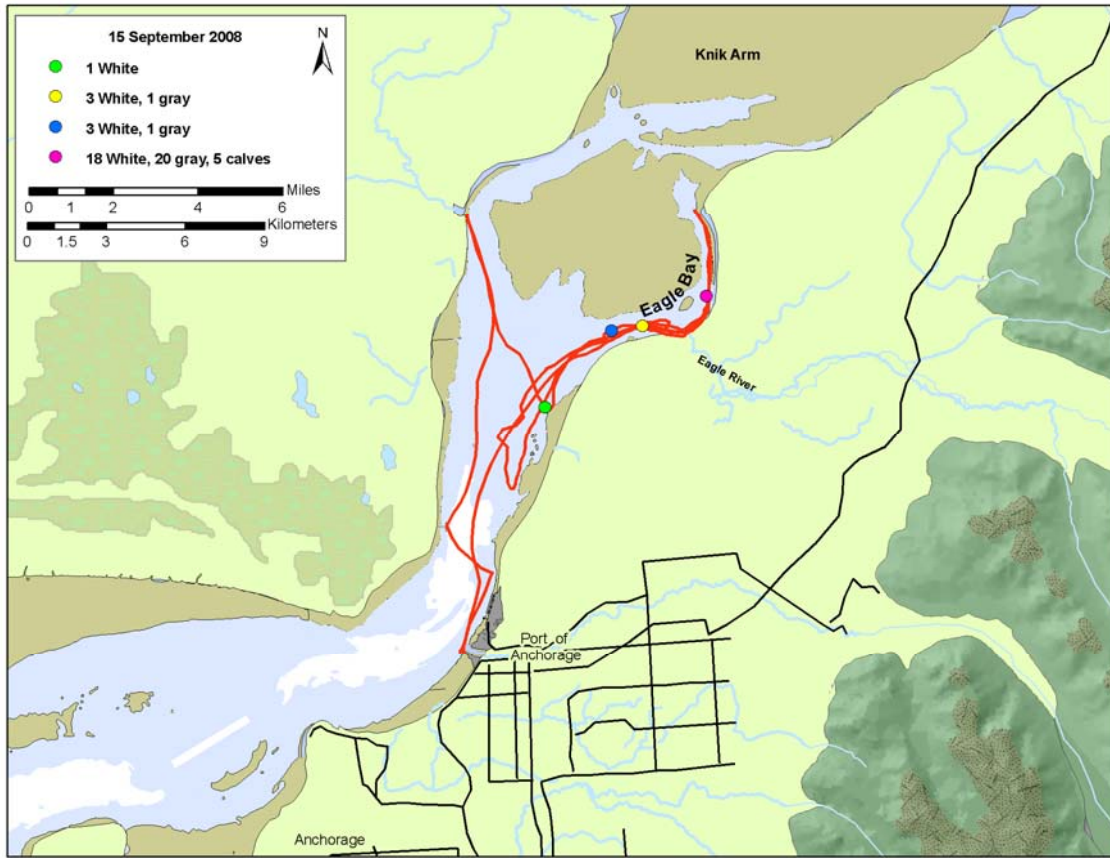 15 September 2008
N
1 White
3 White, 1 gray
3 White, 1 gray
18 White, 20 gray, 5 calves
Miles
0 1 2 4 6
Kilometers
0 1.5 3 6 9
Knik Arm
Eagle Bay
Eagle River
Port of
Anchorage
Anchorage